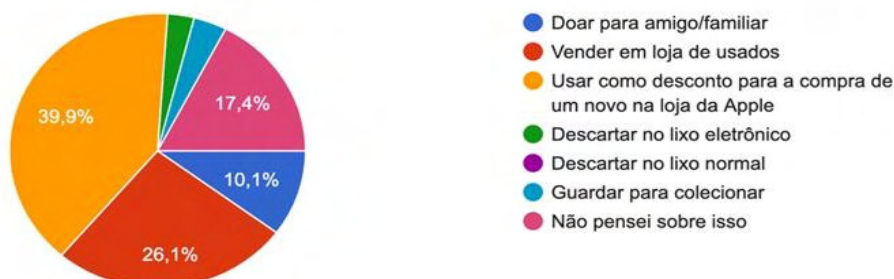 39,9%
17,4%
10,1%
26,1%
Doar para amigo/familiar
Vender em loja de usados
Usar como desconto para a compra de
um novo na loja da Apple
Descartar no lixo eletrônico
Descartar no lixo normal
Guardar para colecionar
Não pensei sobre isso